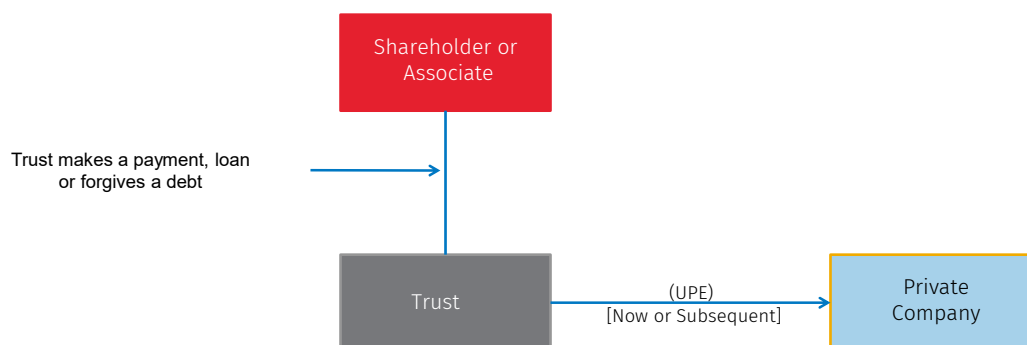 Shareholder or
Associate
Trust makes a payment, loan
or forgives a debt
Trust
(UPE)
[Now or Subsequent]
Private
Company